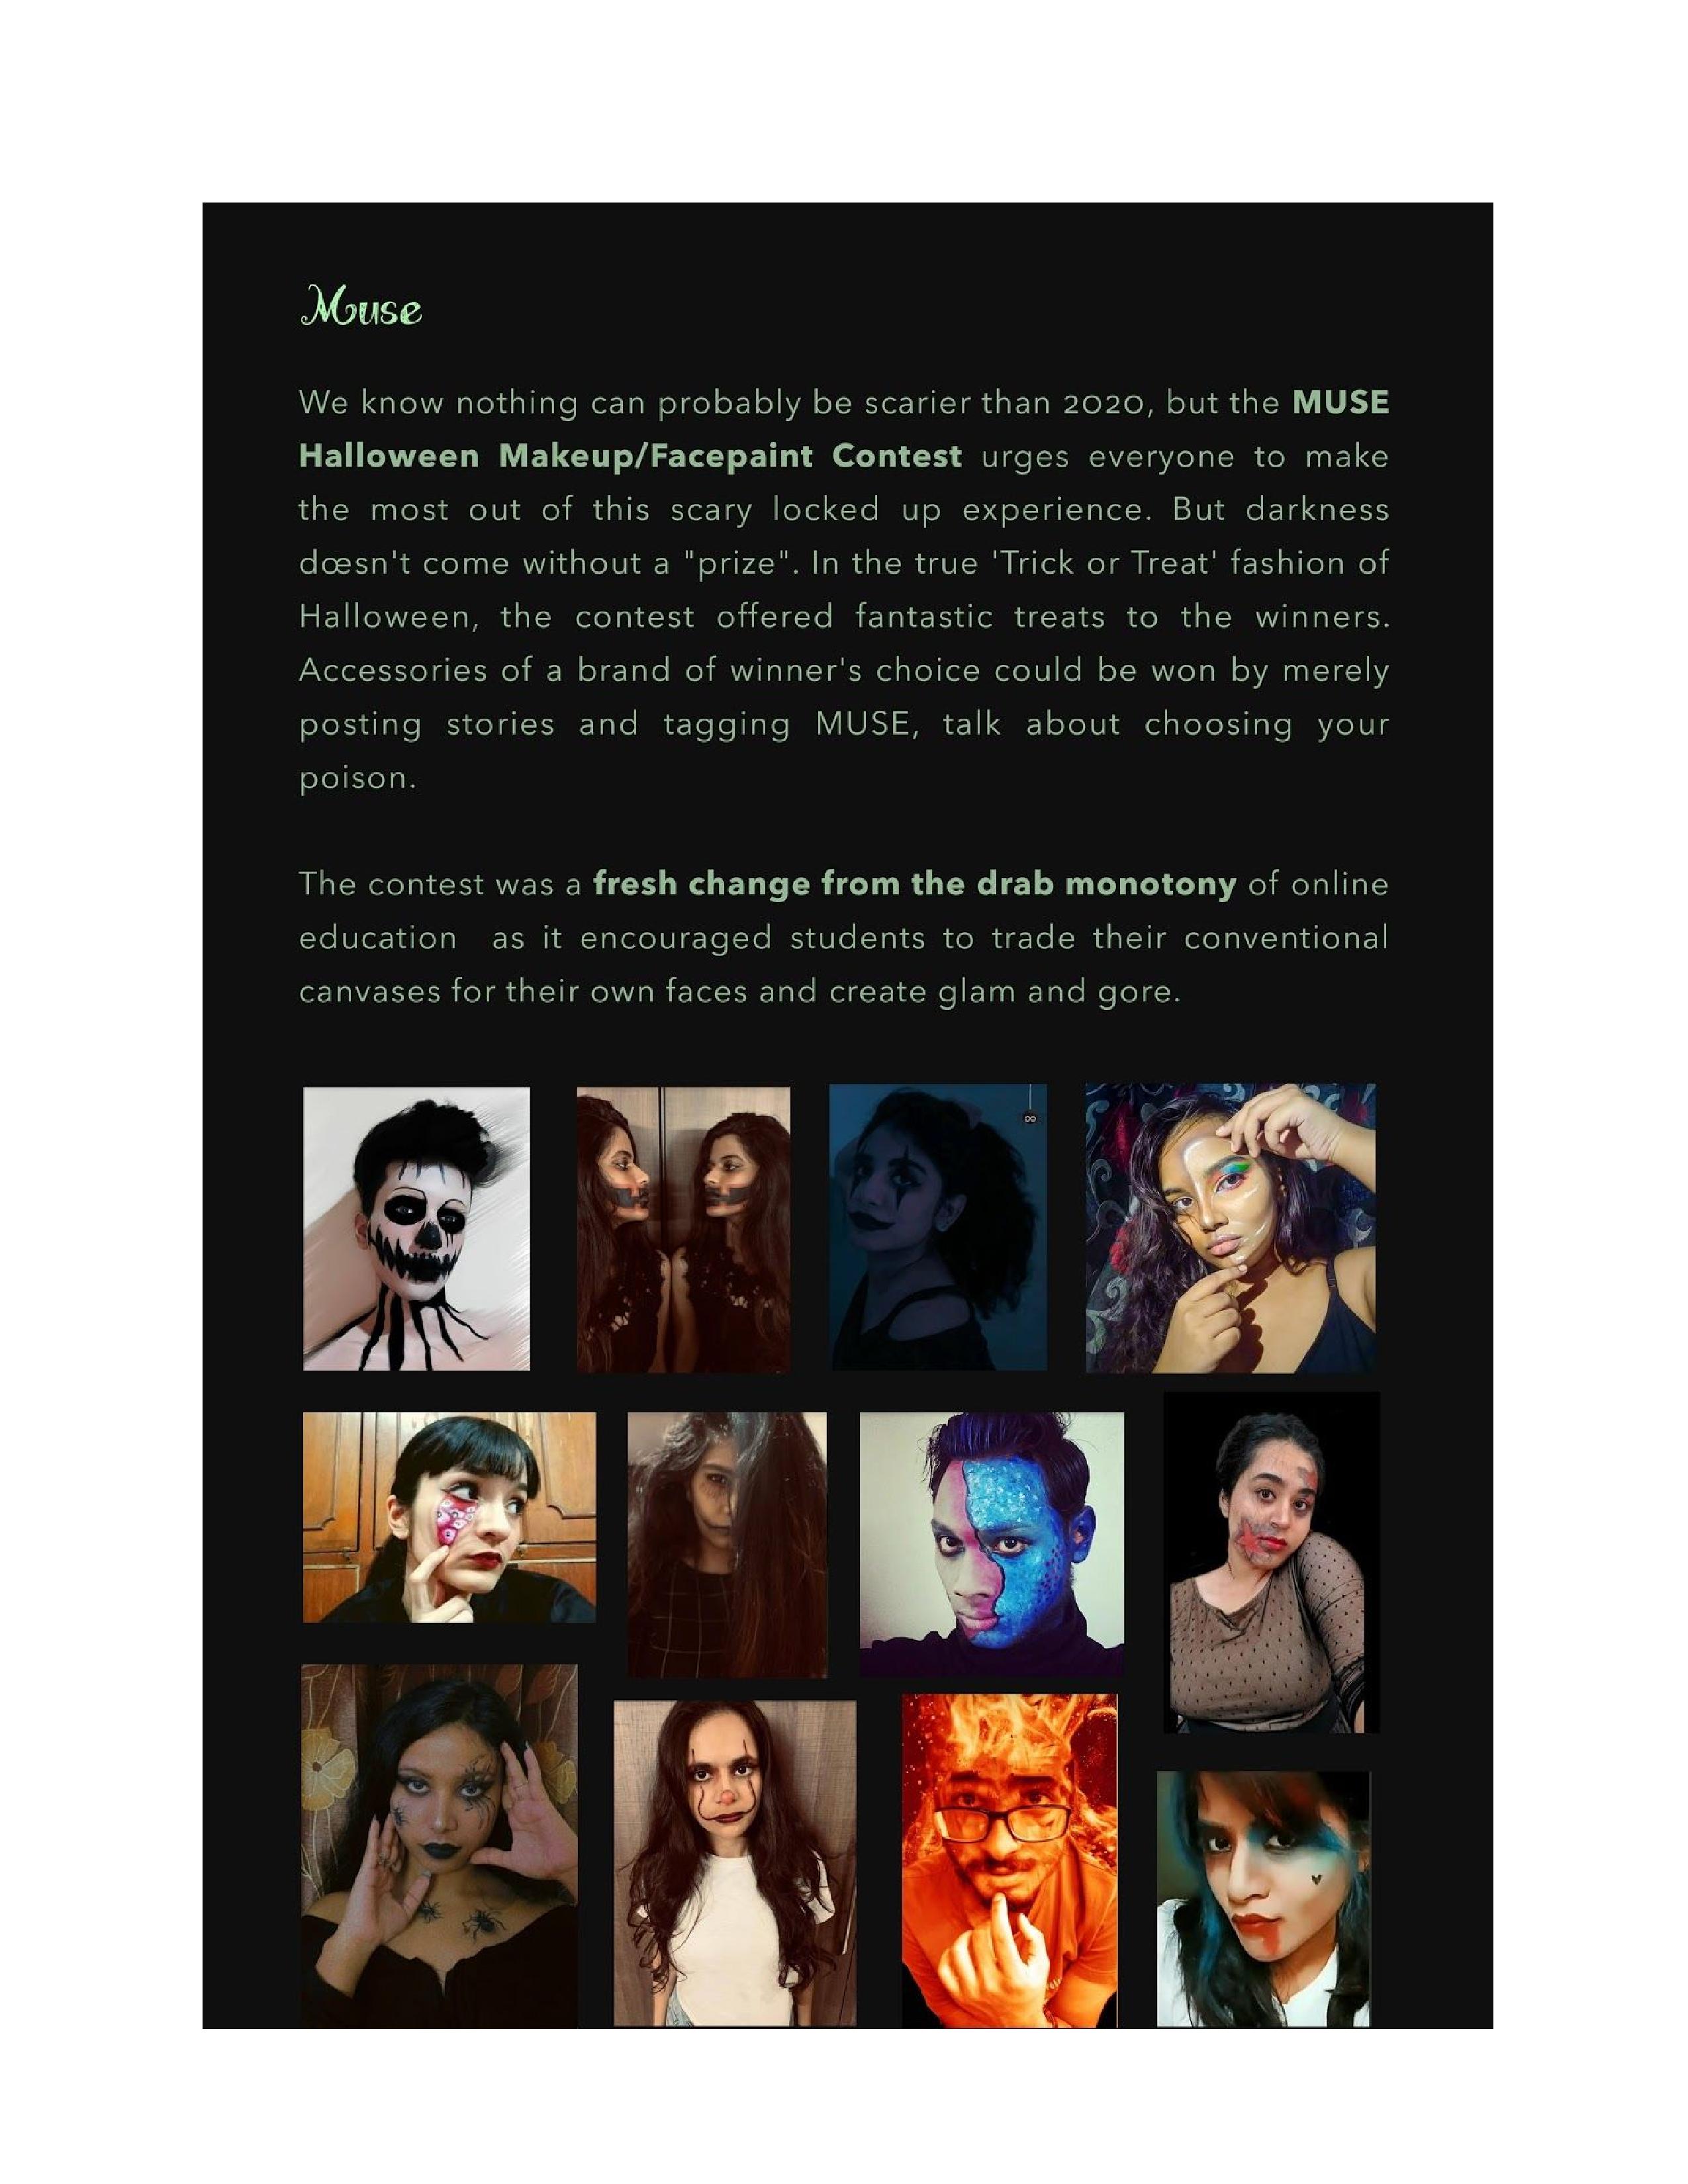 Muse
We know nothing can probably be scarier than 2020, but the MUSE
Halloween Makeup/Facepaint Contest urges everyone to make
the most out of this scary locked up experience. But darkness
dœsn't come without a "prize". In the true 'Trick or Treat' fashion of
Halloween, the contest offered fantastic treats to the winners.
Accessories of a brand of winner's choice could be won by merely
posting stories and tagging MUSE, talk about choosing your
poison.
The contest was a fresh change from the drab monotony of online
education as it encouraged students to trade their conventional
canvases for their own faces and create glam and gore.